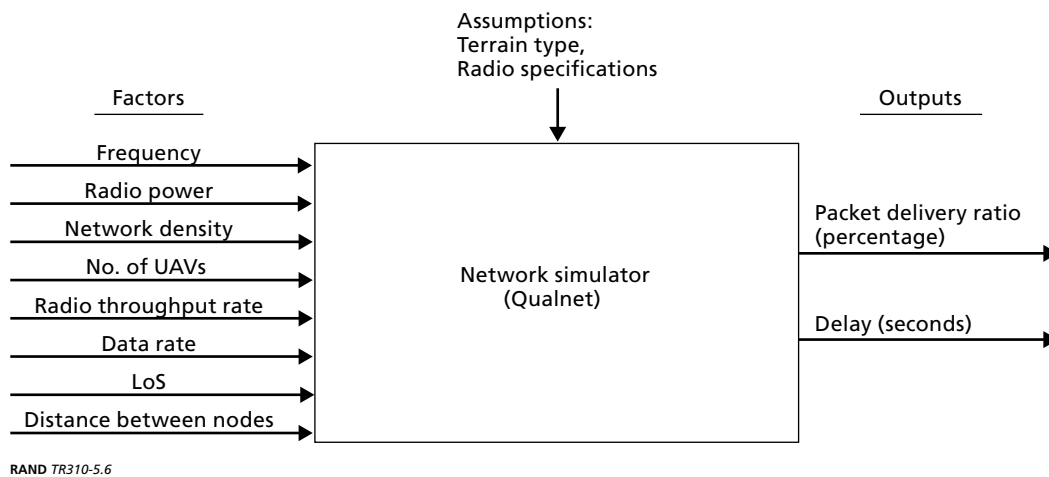 Assumptions:
Terrain type,
Radio specifications
Factors
Outputs
Frequency
Radio power
Network density
No. of UAVs
Radio throughput rate
Data rate
LoS
Distance between nodes
Network simulator
(Qualnet)
Packet delivery ratio
(percentage)
Delay (seconds)
RAND TR310-5.6